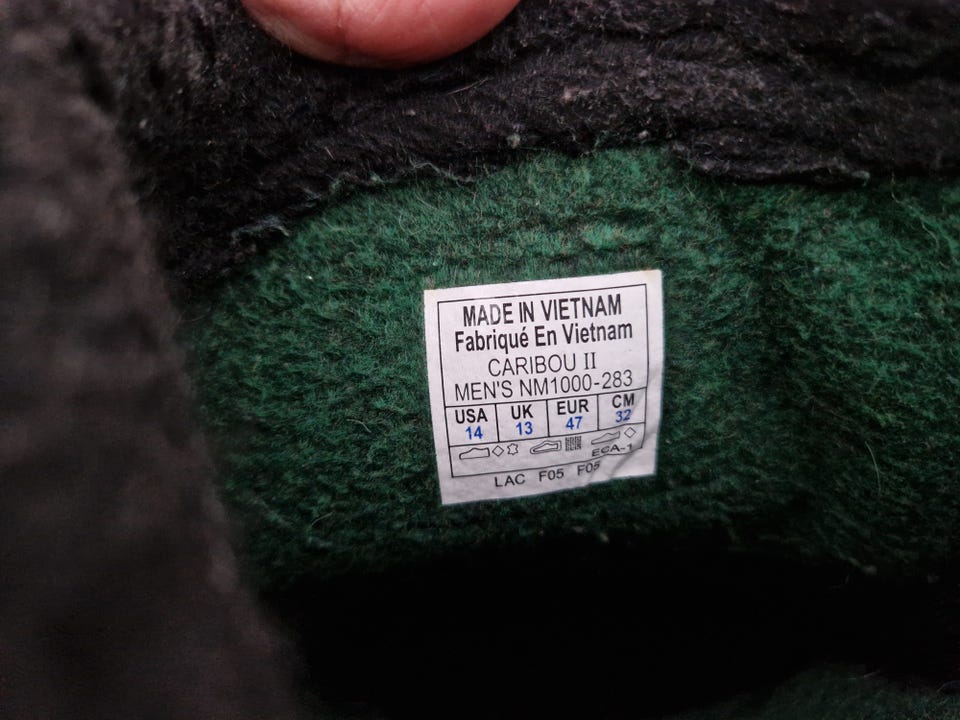 MADE IN VIETNAM
Fabriqué En Vietnam
CARIBOU II
MEN'S NM1000-283
USA UK EUR CM
14 13 47 32
ECA-1
LAC F05 F05